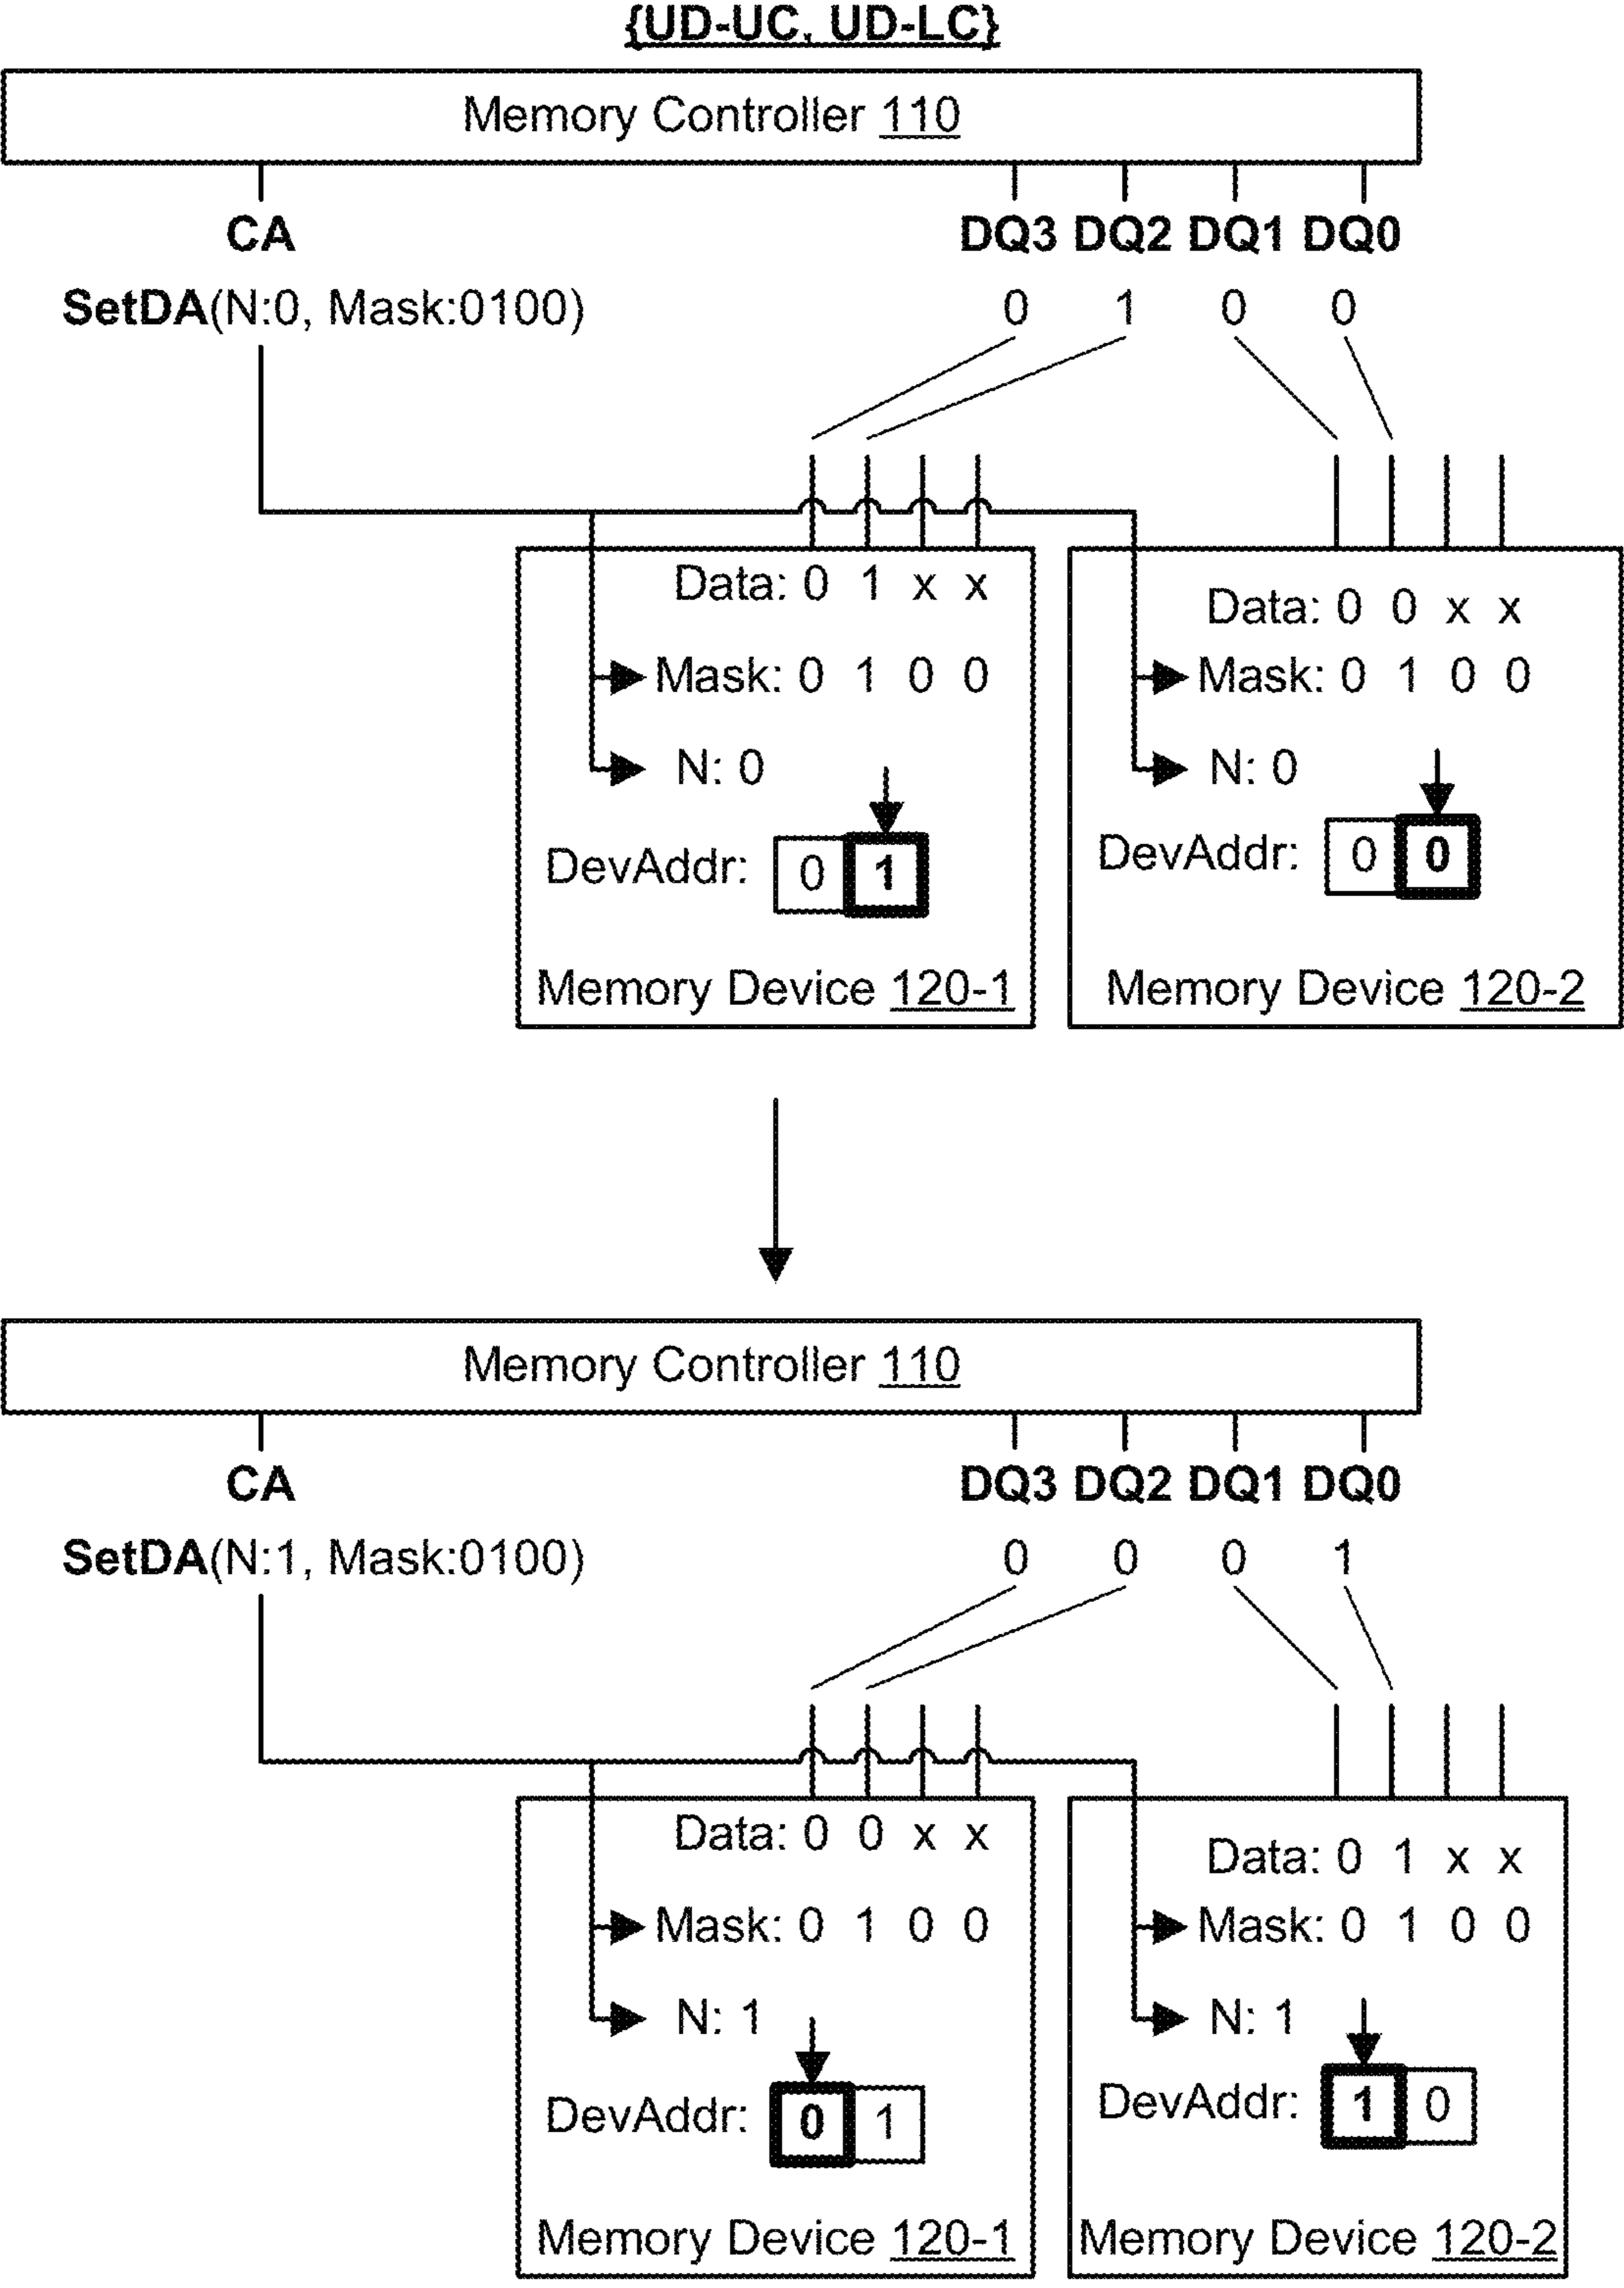 {UD-UC, UD-LC}
Memory Controller 110
CA DQ3 DQ2 DQ1 DQ0
SetDA(N:0, Mask:0100) 0 1 0 0
Data: 0 1 x x
Data: 0 0 x x
Mask: 0 1 0 0
Mask: 0 1 0 0
N: 0
N: 0
DevAddr: 0 1
DevAddr: 0 0
Memory Device 120-1
Memory Device 120-2
Memory Controller 110
CA DQ3 DQ2 DQ1 DQ0
SetDA(N:1, Mask:0100) 0 0 0 1
Data: 0 0 x x
Data: 0 1 x x
Mask: 0 1 0 0
Mask: 0 1 0 0
N: 1
N: 1
DevAddr: 0 1
DevAddr: 1 0
Memory Device 120-1
Memory Device 120-2